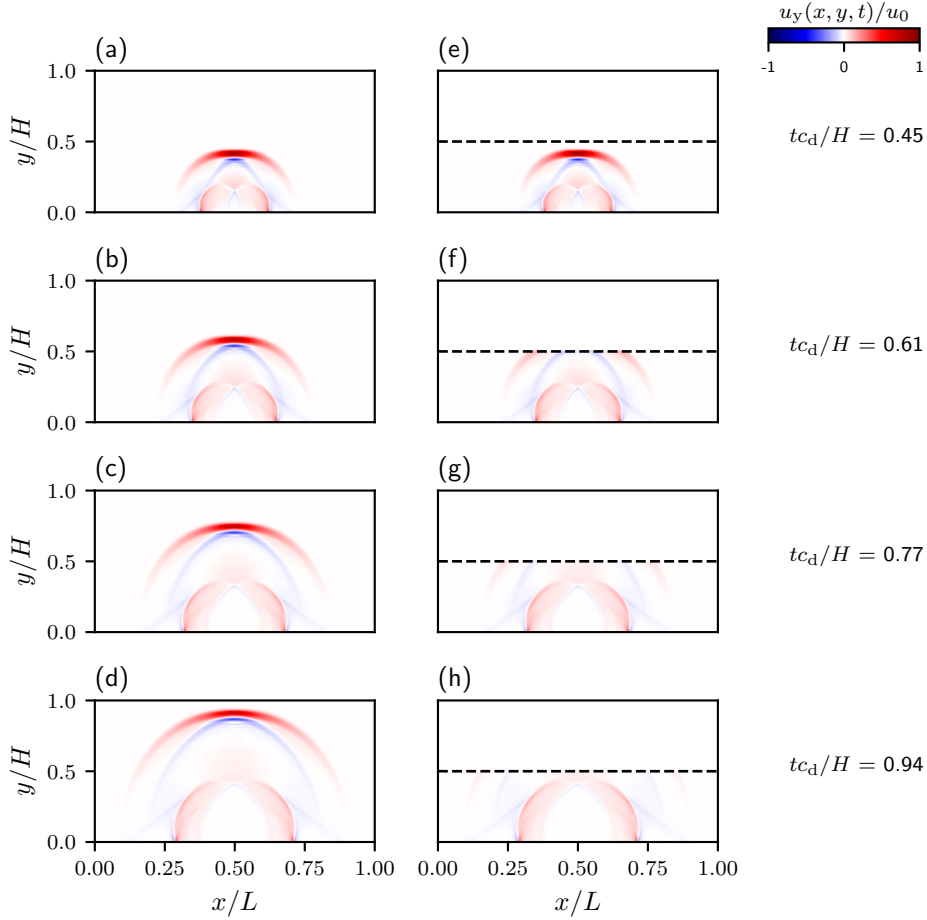 u_y(x, y, t)/u_0
-1 0 1
(a) (e)
1.0
0.5
0.0
y/H
tc_d/H = 0.45
(b) (f)
1.0
0.5
0.0
y/H
tc_d/H = 0.61
(c) (g)
1.0
0.5
0.0
y/H
tc_d/H = 0.77
(d) (h)
1.0
0.5
0.0
y/H
tc_d/H = 0.94
0.00 0.25 0.50 0.75 1.00 0.00 0.25 0.50 0.75 1.00
x/L x/L